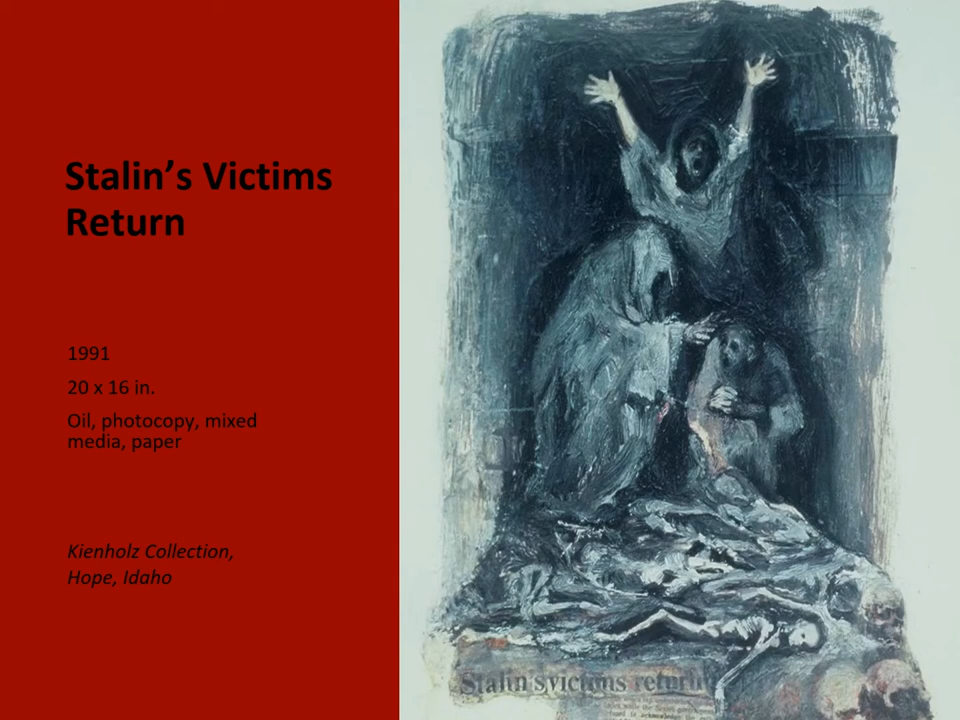 Stalin’s Victims
Return
1991
20 x 16 in.
Oil, photocopy, mixed
media, paper
Kienholz Collection,
Hope, Idaho
Stalin's victims return